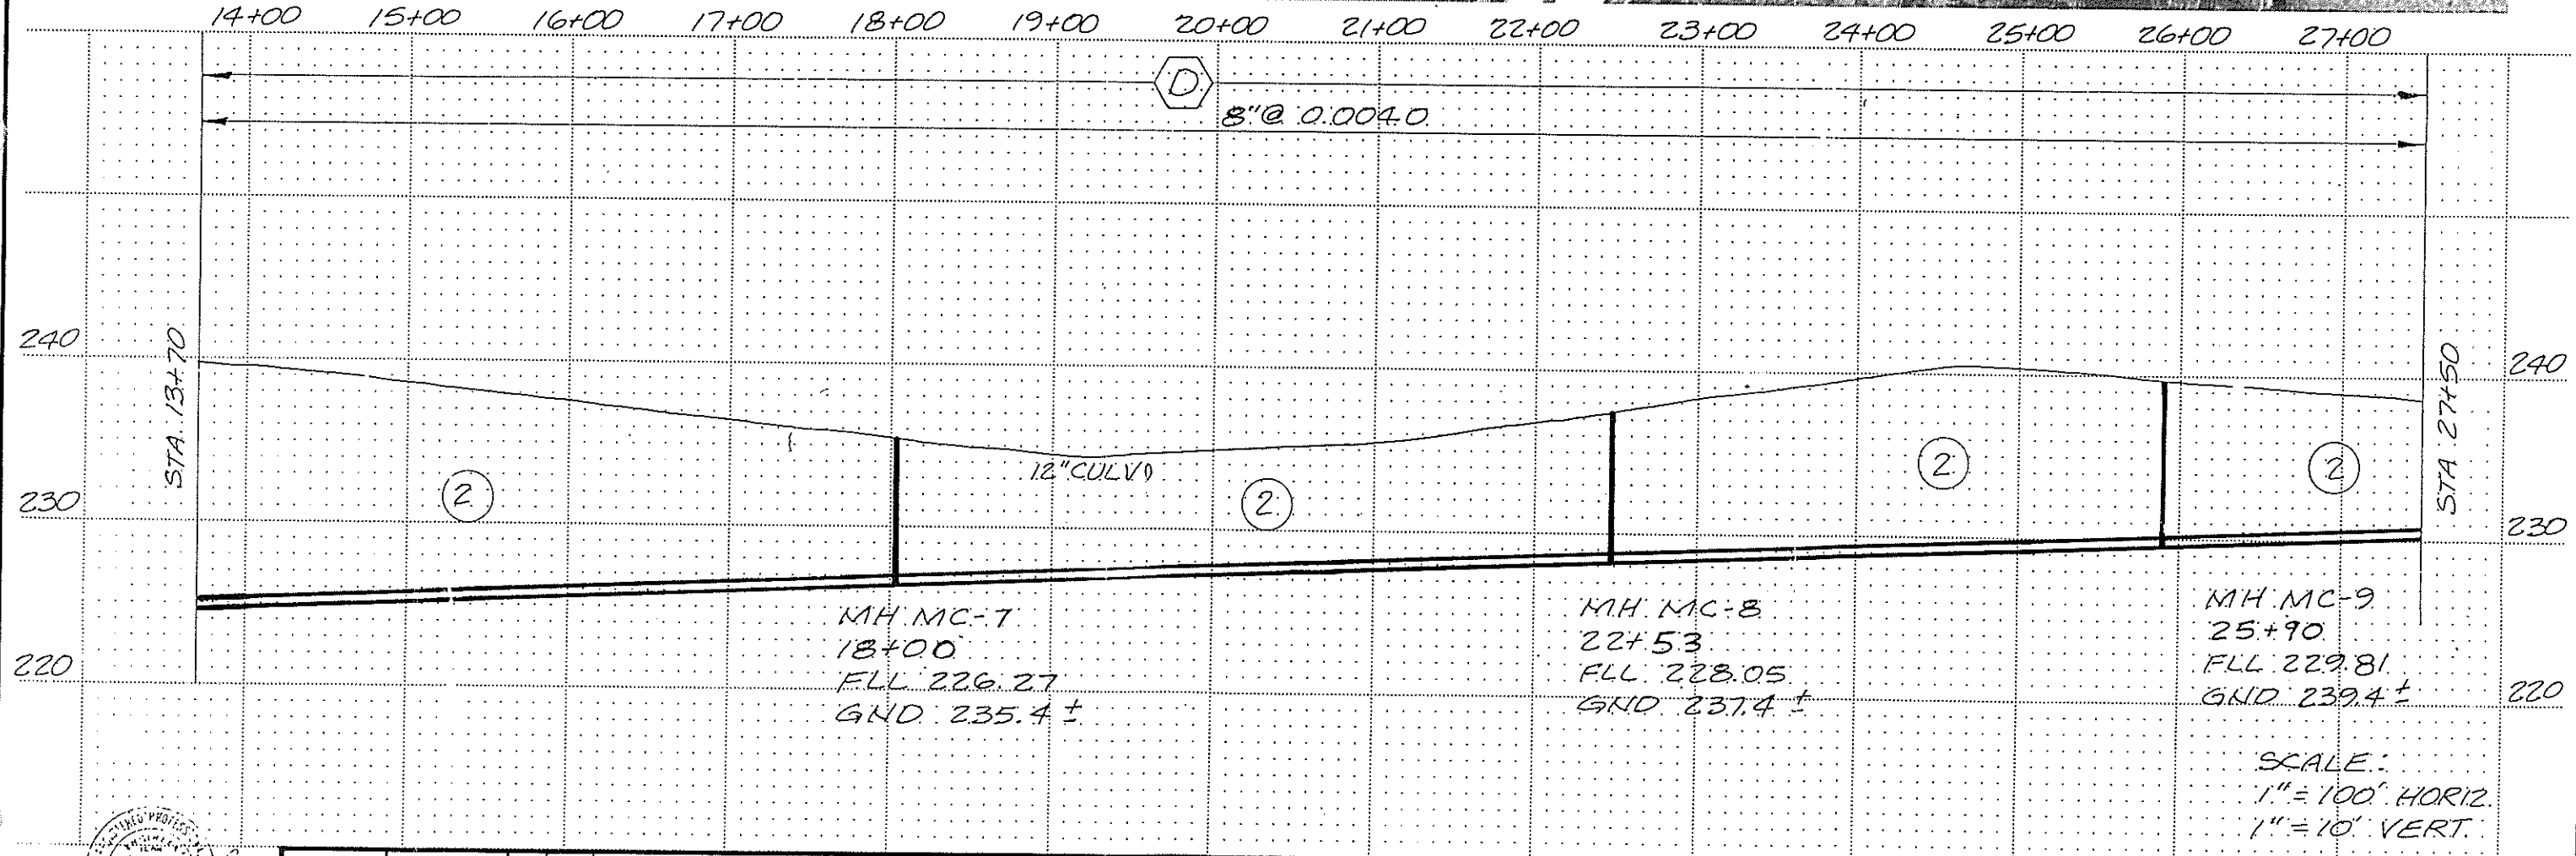 14+00 15+00 16+00 17+00 18+00 19+00 20+00 21+00 22+00 23+00 24+00 25+00 26+00 27+00
D
8"@ 0.0040
240
240
STA. 13+70
STA 27+50
12" CULV
2
2
2
2
230
230
MH MC-7
18+00
FLL 226.27
GND 235.4 ±
MH MC-8
22+53
FLL 228.05
GND 237.4 ±
MH MC-9
25+90
FLL 229.81
GND 239.4 ±
220
220
SCALE:
1" = 100' HORIZ.
1" = 10' VERT.